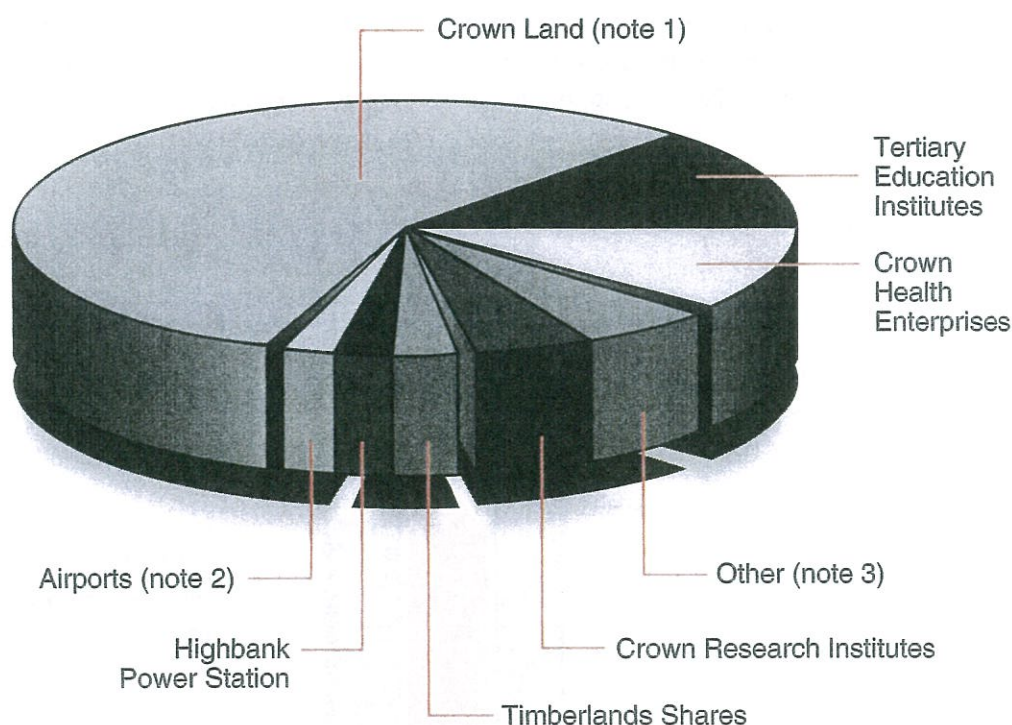 Crown Land (note 1)
Tertiary
Education
Institutes
Crown
Health
Enterprises
Airports (note 2)
Other (note 3)
Highbank
Power Station
Crown Research Institutes
Timberlands Shares